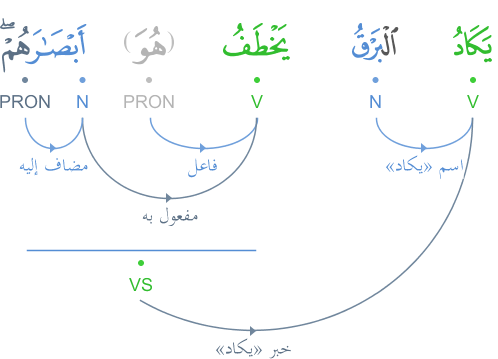 يَكَادُ ٱلْبَرْقُ يَخْطَفُ (هُوَ) أَبْصَـٰرَهُمْ ۖ
V N V PRON N PRON
اسم «يكاد» فاعل مضاف إليه
مفعول به
VS
خبر «يكاد»